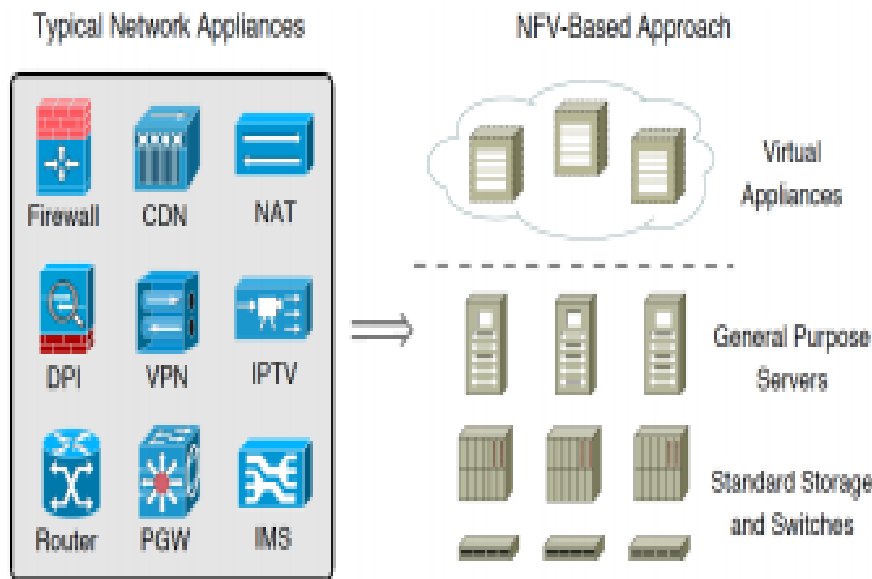 Typical Network Appliances
Firewall
CDN
NAT
DPI
VPN
IPTV
Router
PGW
IMS
NFV-Based Approach
Virtual
Appliances
General Purpose
Servers
Standard Storage
and Switches